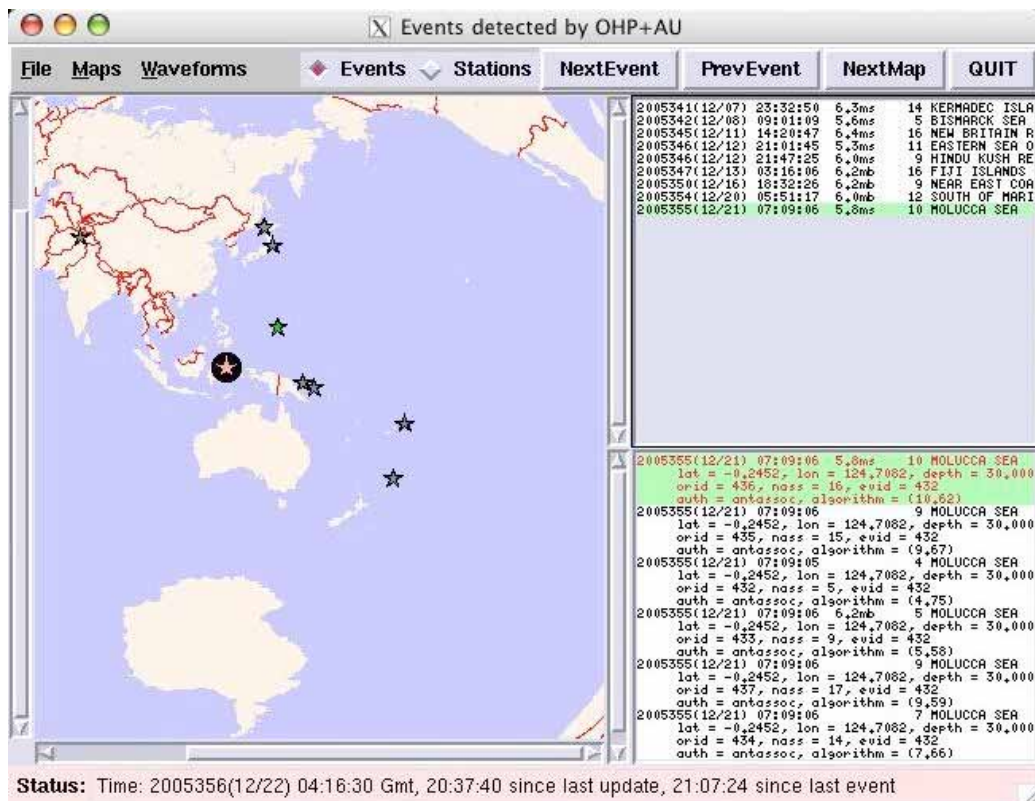 Events detected by OHP+AU
File Maps Waveforms Events Stations NextEvent PrevEvent NextMap QUIT
2005341(12/07) 23:32:50 6.3ms 14 KERMADEC ISLA
2005342(12/08) 09:01:09 5.6ms 5 BISMARCK SEA
2005345(12/11) 14:20:47 6.4ms 16 NEW BRITAIN R
2005346(12/12) 21:01:45 5.3ms 11 EASTERN SEA O
2005346(12/12) 21:47:25 6.0ms 9 HINDU KUSH RE
2005347(12/13) 03:16:06 6.2mb 16 FIJI ISLANDS
2005350(12/16) 18:32:26 6.2mb 9 NEAR EAST COA
2005354(12/20) 05:51:17 6.0mb 12 SOUTH OF MARI
2005355(12/21) 07:09:06 5.8ms 10 MOLUCCA SEA
2005355(12/21) 07:09:06 5.8ms 10 MOLUCCA SEA
lat = -0.2452, lon = 124.7082, depth = 30.000
orid = 436, nass = 16, evid = 432
auth = antassoc, algorithm = (10.62)
2005355(12/21) 07:09:06 9 MOLUCCA SEA
lat = -0.2452, lon = 124.7082, depth = 30.000
orid = 435, nass = 15, evid = 432
auth = antassoc, algorithm = (9.67)
2005355(12/21) 07:09:05 4 MOLUCCA SEA
lat = -0.2452, lon = 124.7082, depth = 30.000
orid = 432, nass = 5, evid = 432
auth = antassoc, algorithm = (4.75)
2005355(12/21) 07:09:06 6.2mb 5 MOLUCCA SEA
lat = -0.2452, lon = 124.7082, depth = 30.000
orid = 433, nass = 9, evid = 432
auth = antassoc, algorithm = (5.58)
2005355(12/21) 07:09:06 9 MOLUCCA SEA
lat = -0.2452, lon = 124.7082, depth = 30.000
orid = 437, nass = 17, evid = 432
auth = antassoc, algorithm = (9.59)
2005355(12/21) 07:09:06 7 MOLUCCA SEA
lat = -0.2452, lon = 124.7082, depth = 30.000
orid = 434, nass = 14, evid = 432
auth = antassoc, algorithm = (7.66)
Status: Time: 2005356(12/22) 04:16:30 Gmt, 20:37:40 since last update, 21:07:24 since last event